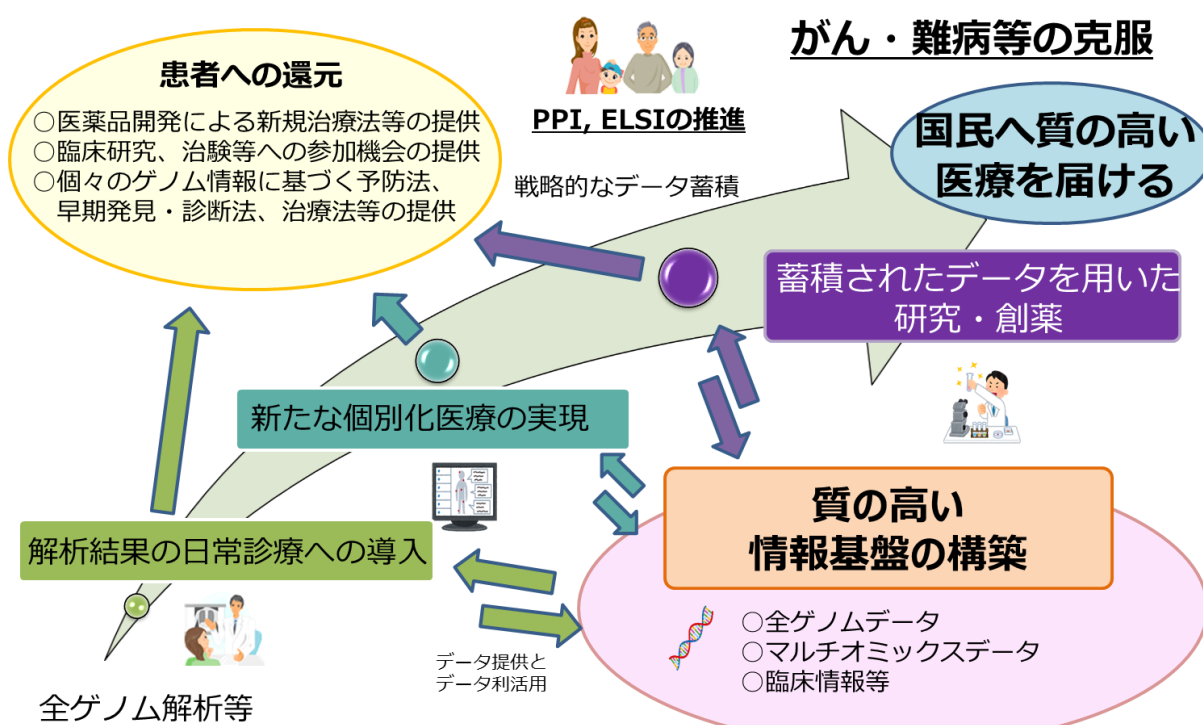 がん・難病等の克服
患者への還元
○医薬品開発による新規治療法等の提供
○臨床研究、治験等への参加機会の提供
○個々のゲノム情報に基づく予防法、
早期発見・診断法、治療法等の提供
PPI, ELSIの推進
戦略的なデータ蓄積
国民へ質の高い
医療を届ける
蓄積されたデータを用いた
研究・創薬
新たな個別化医療の実現
解析結果の日常診療への導入
質の高い
情報基盤の構築
○全ゲノムデータ
○マルチオミックスデータ
○臨床情報等
データ提供と
データ利活用
全ゲノム解析等